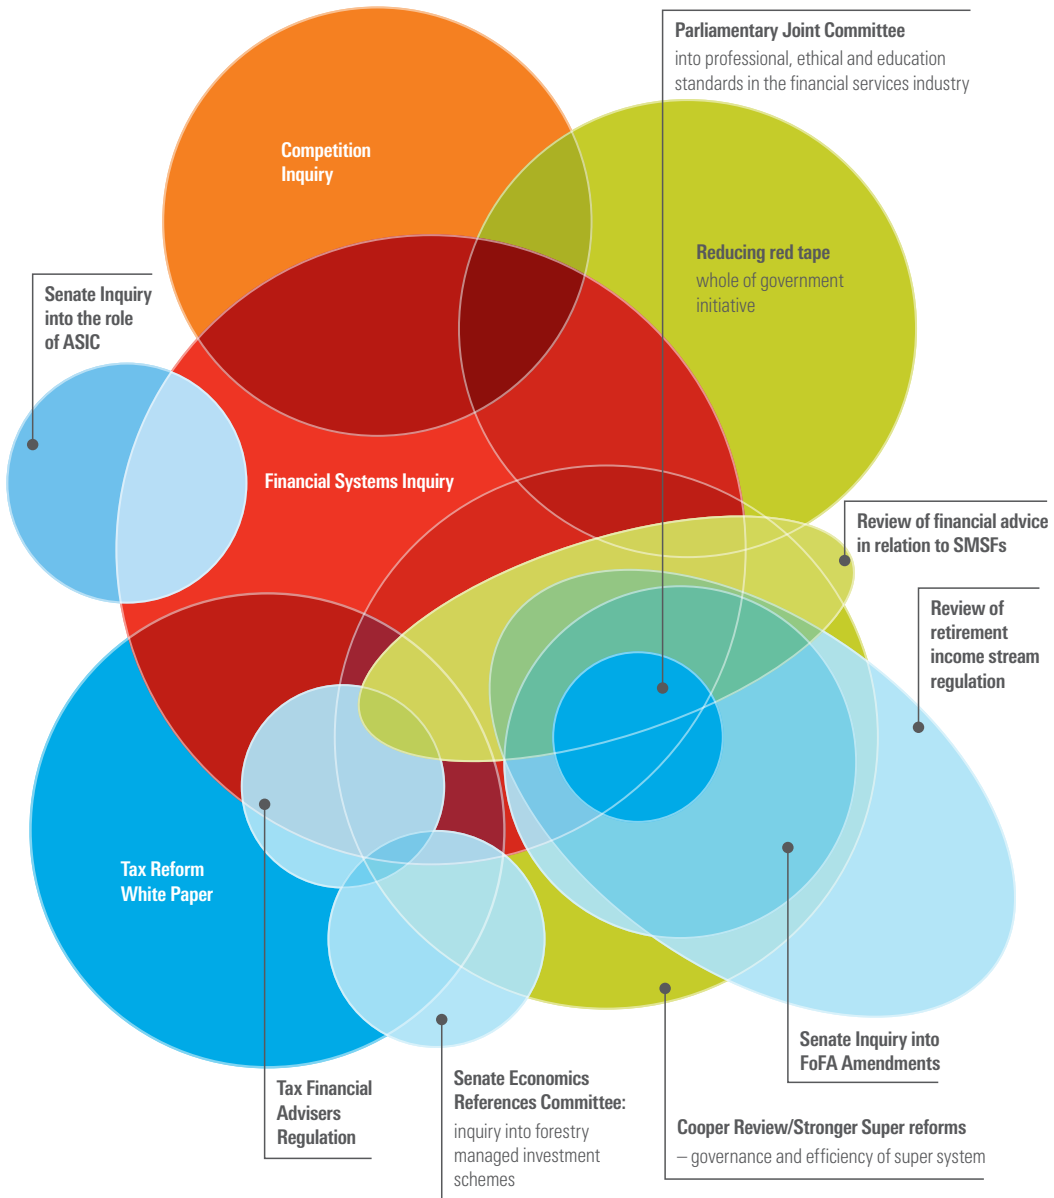 Parliamentary Joint Committee
into professional, ethical and education
standards in the financial services industry
Competition
Inquiry
Reducing red tape
whole of government
initiative
Senate Inquiry
into the role
of ASIC
Financial Systems Inquiry
Review of financial advice
in relation to SMSFs
Review of
retirement
income stream
regulation
Tax Reform
White Paper
Senate Inquiry into
FoFA Amendments
Tax Financial
Advisers
Regulation
Senate Economics
References Committee:
inquiry into forestry
managed investment
schemes
Cooper Review/Stronger Super reforms
– governance and efficiency of super system